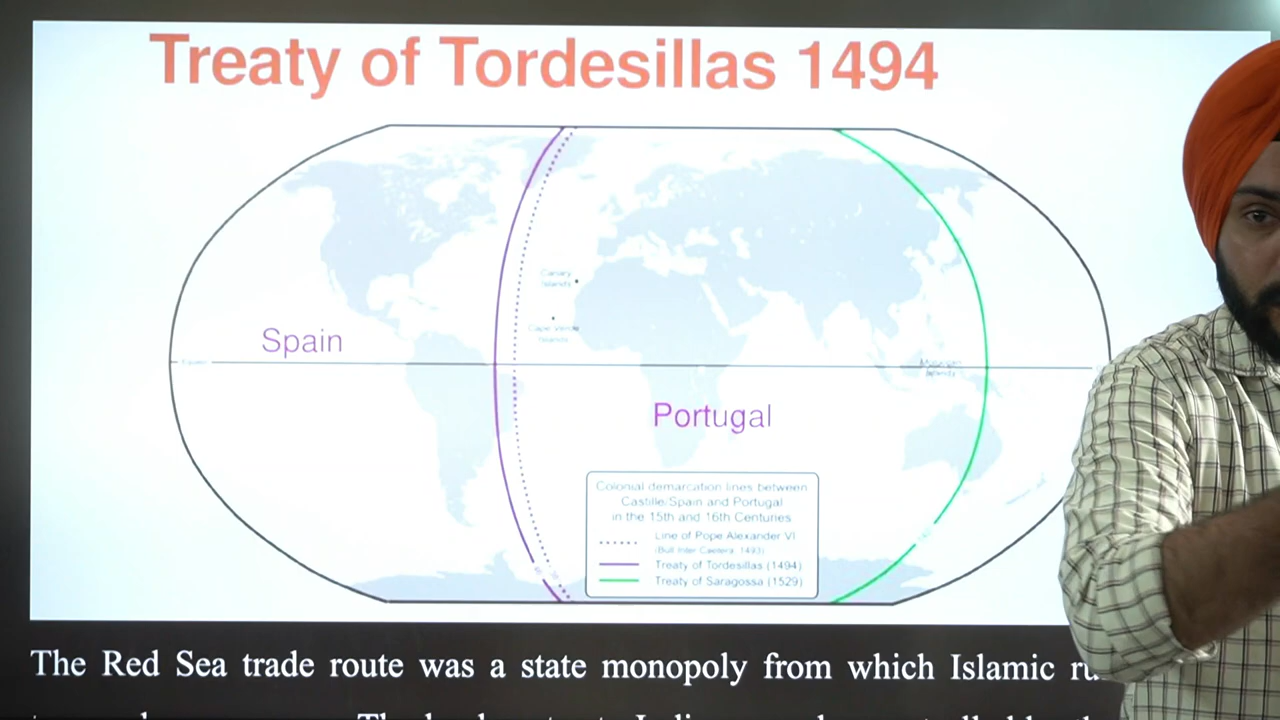 Treaty of Tordesillas 1494
Canary
Islands
Spain
Cape Verde
Islands
Equator
Islands
Portugal
Colonial demarcation lines between
Castille/Spain and Portugal
in the 15th and 16th Centuries
Line of Pope Alexander VI
(Bull Inter Caetera, 1493)
Treaty of Tordesillas (1494)
Treaty of Saragossa (1529)
The Red Sea trade route was a state monopoly from which Islamic